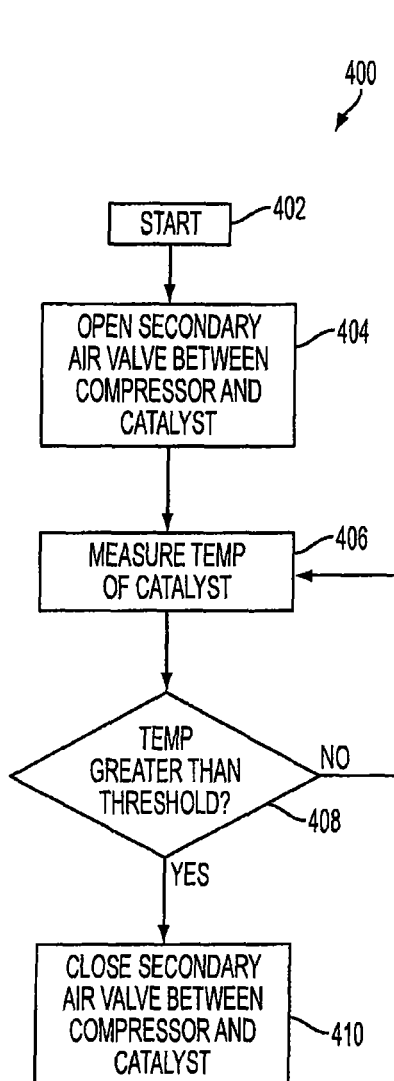 400
START
402
OPEN SECONDARY
AIR VALVE BETWEEN
COMPRESSOR AND
CATALYST
404
MEASURE TEMP
OF CATALYST
406
TEMP
GREATER THAN
THRESHOLD?
NO
408
YES
CLOSE SECONDARY
AIR VALVE BETWEEN
COMPRESSOR AND
CATALYST
410